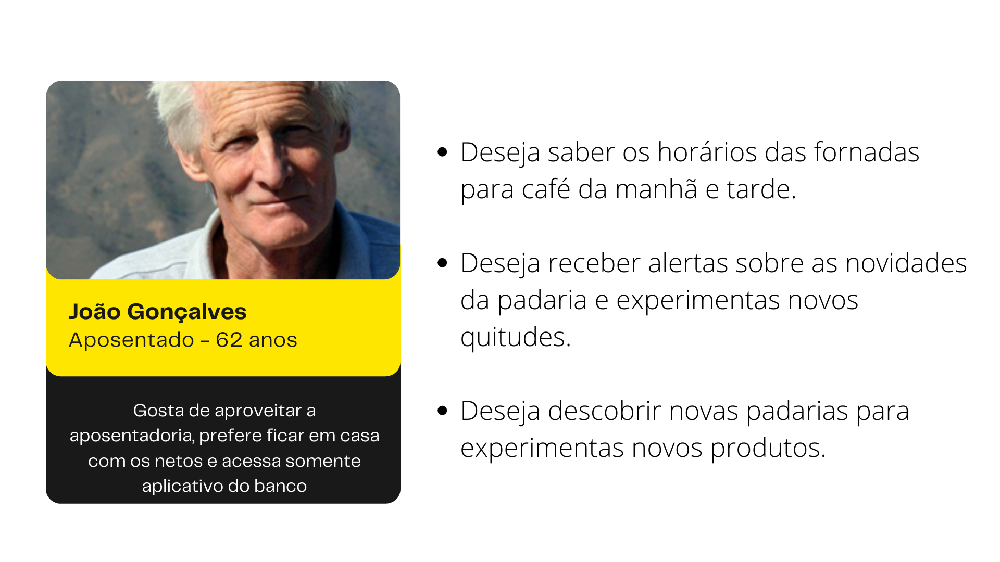 João Gonçalves
Aposentado - 62 anos
Gosta de aproveitar a
aposentadoria, prefere ficar em casa
com os netos e acessa somente
aplicativo do banco
• Deseja saber os horários das fornadas
para café da manhã e tarde.
• Deseja receber alertas sobre as novidades
da padaria e experimentas novos
quitudes.
• Deseja descobrir novas padarias para
experimentas novos produtos.